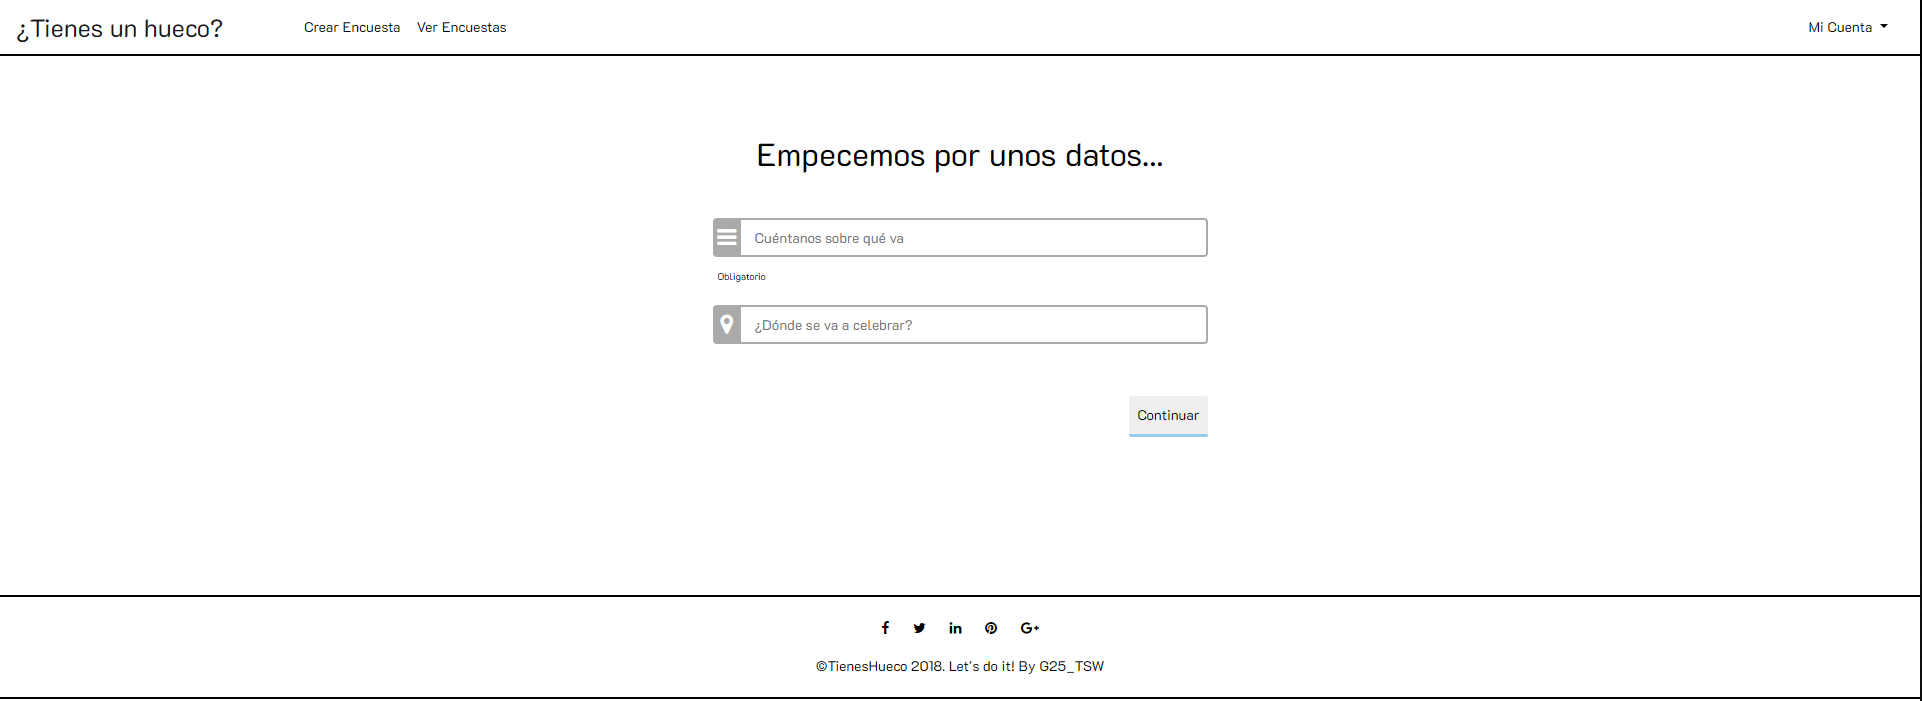 ¿Tienes un hueco? Crear Encuesta Ver Encuestas Mi Cuenta
Empecemos por unos datos...
Cuéntanos sobre qué va
Obligatorio
¿Dónde se va a celebrar?
Continuar
©TienesHueco 2018. Let's do it! By G25_TSW